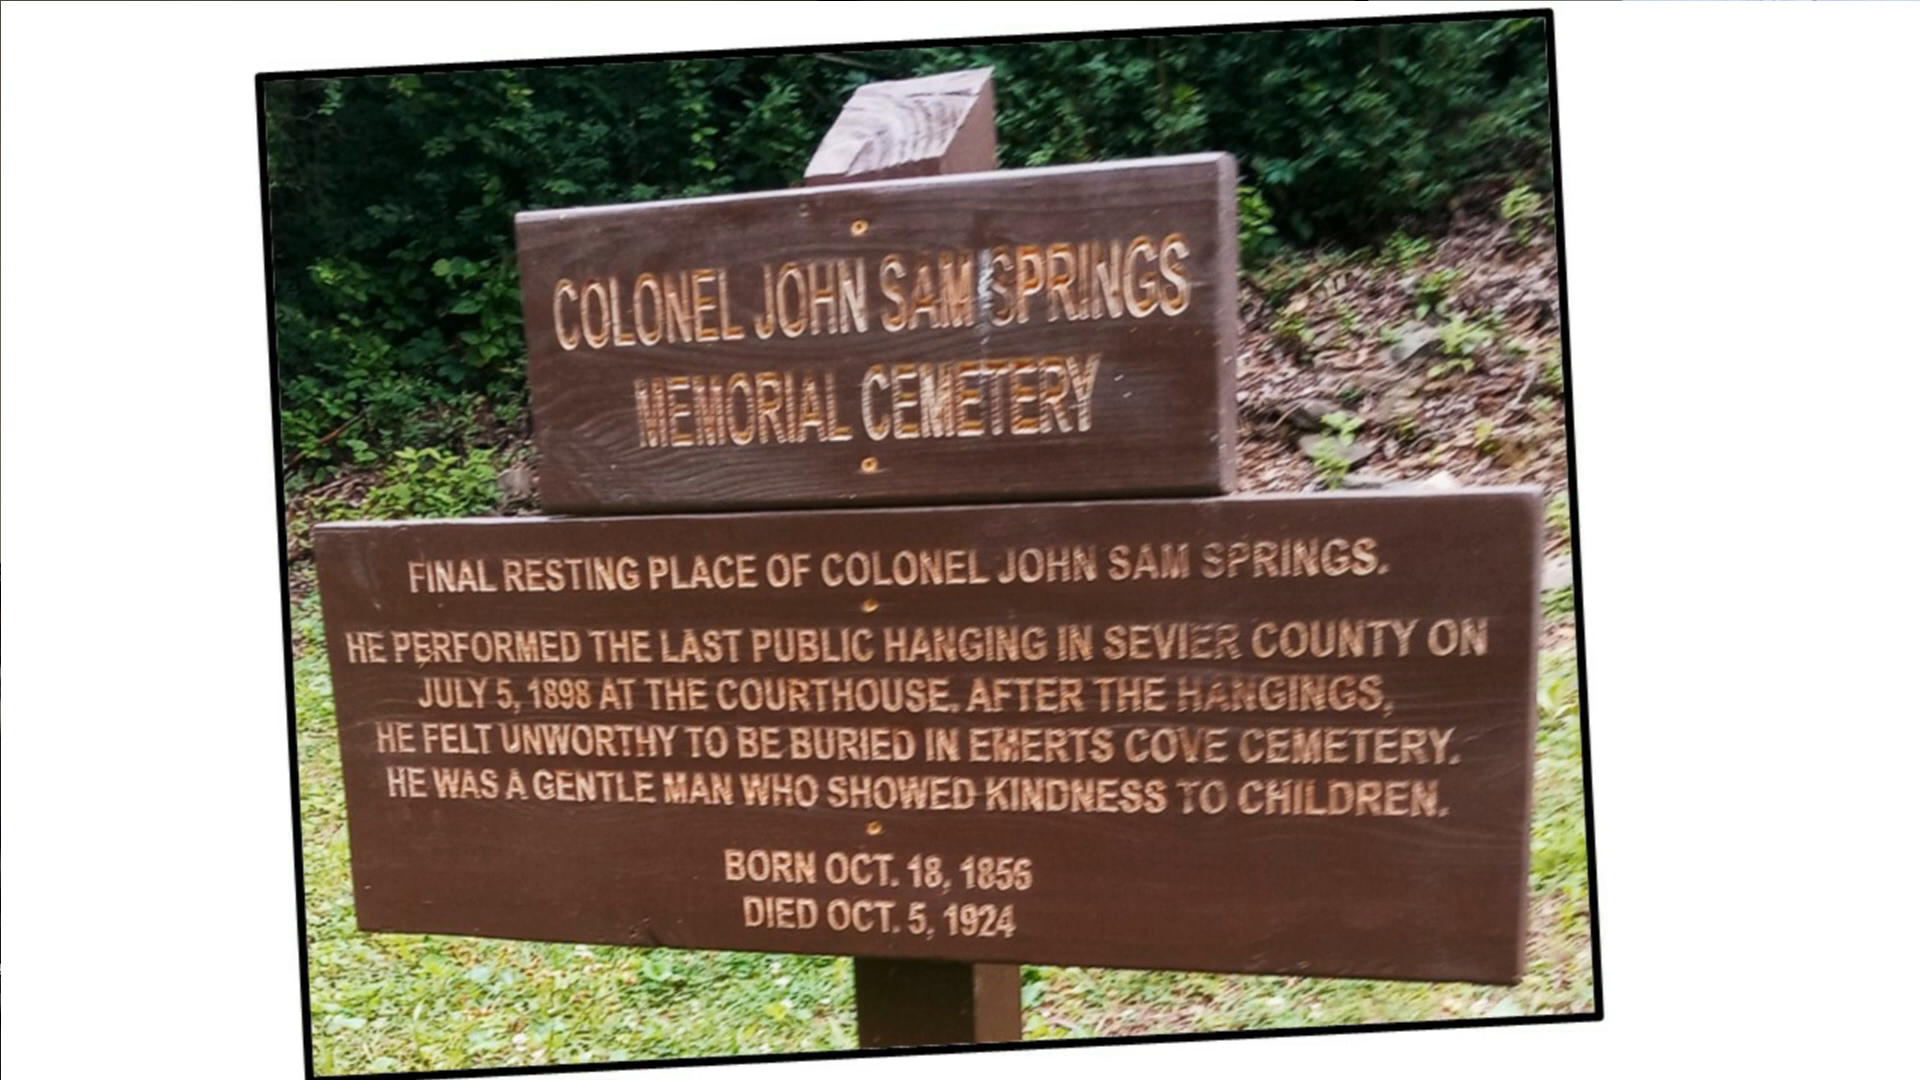 COLONEL JOHN SAM SPRINGS
MEMORIAL CEMETERY
FINAL RESTING PLACE OF COLONEL JOHN SAM SPRINGS.
HE PERFORMED THE LAST PUBLIC HANGING IN SEVIER COUNTY ON
JULY 5, 1898 AT THE COURTHOUSE. AFTER THE HANGINGS,
HE FELT UNWORTHY TO BE BURIED IN EMERTS COVE CEMETERY.
HE WAS A GENTLE MAN WHO SHOWED KINDNESS TO CHILDREN.
BORN OCT. 18, 1856
DIED OCT. 5, 1924